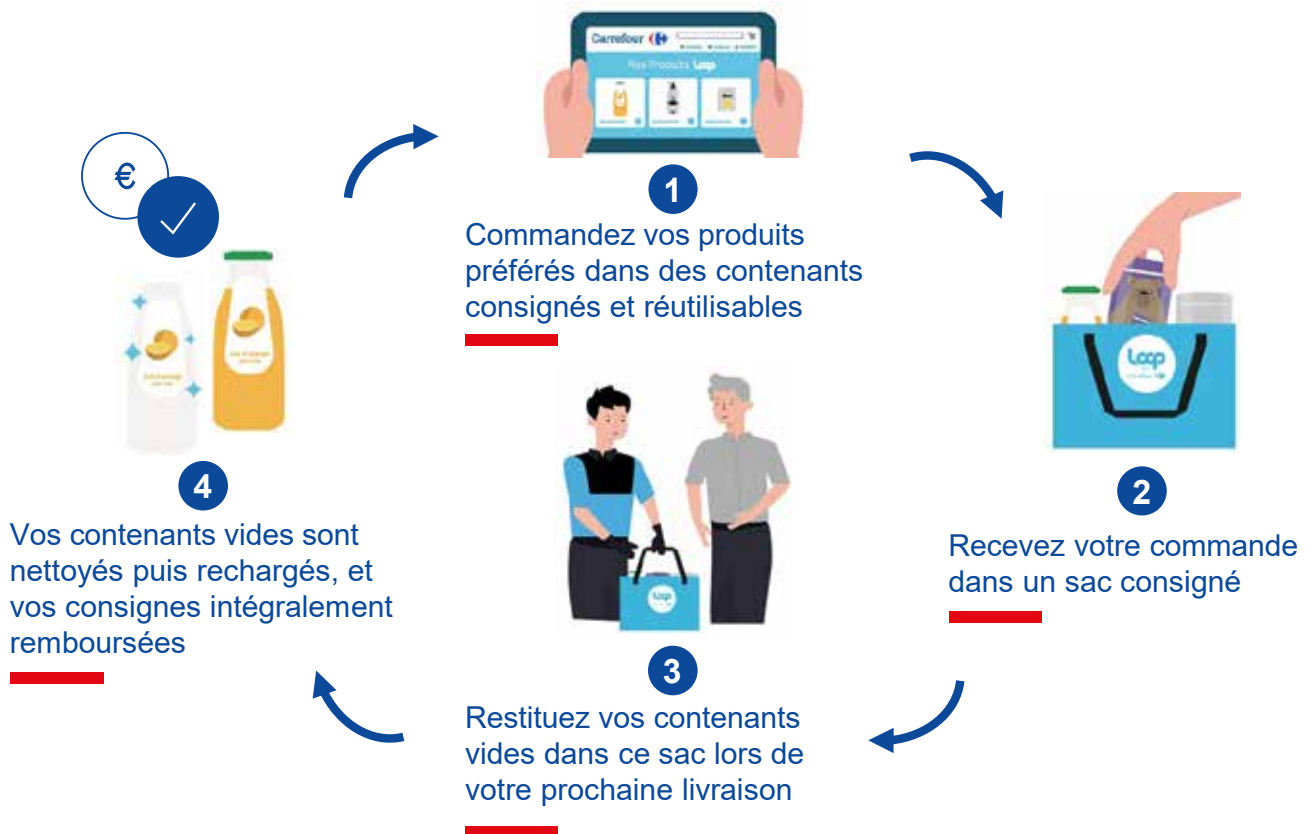 Carrefour
Nos Produits Loop
1
Commandez vos produits
préférés dans des contenants
consignés et réutilisables
Loop
2
Recevez votre commande
dans un sac consigné
Loop
3
Restituez vos contenants
vides dans ce sac lors de
votre prochaine livraison
€
4
Vos contenants vides sont
nettoyés puis rechargés, et
vos consignes intégralement
remboursées